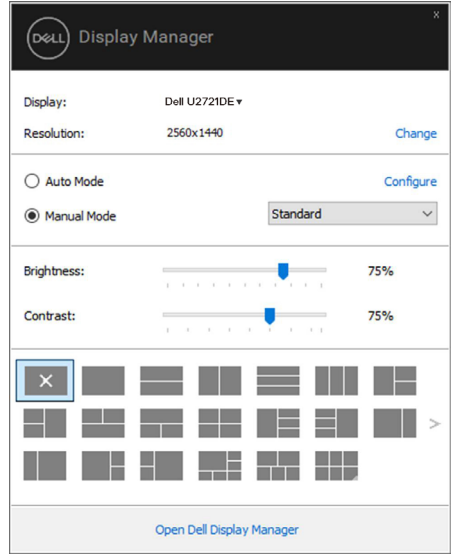 x
DELL Display Manager
Display: Dell U2721DE
Resolution: 2560x1440 Change
Auto Mode Configure
Manual Mode Standard
Brightness: 75%
Contrast: 75%
Open Dell Display Manager